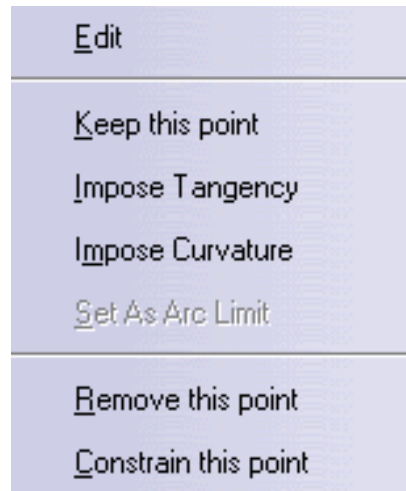 Edit
Keep this point
Impose Tangency
Impose Curvature
Set As Arc Limit
Remove this point
Constrain this point